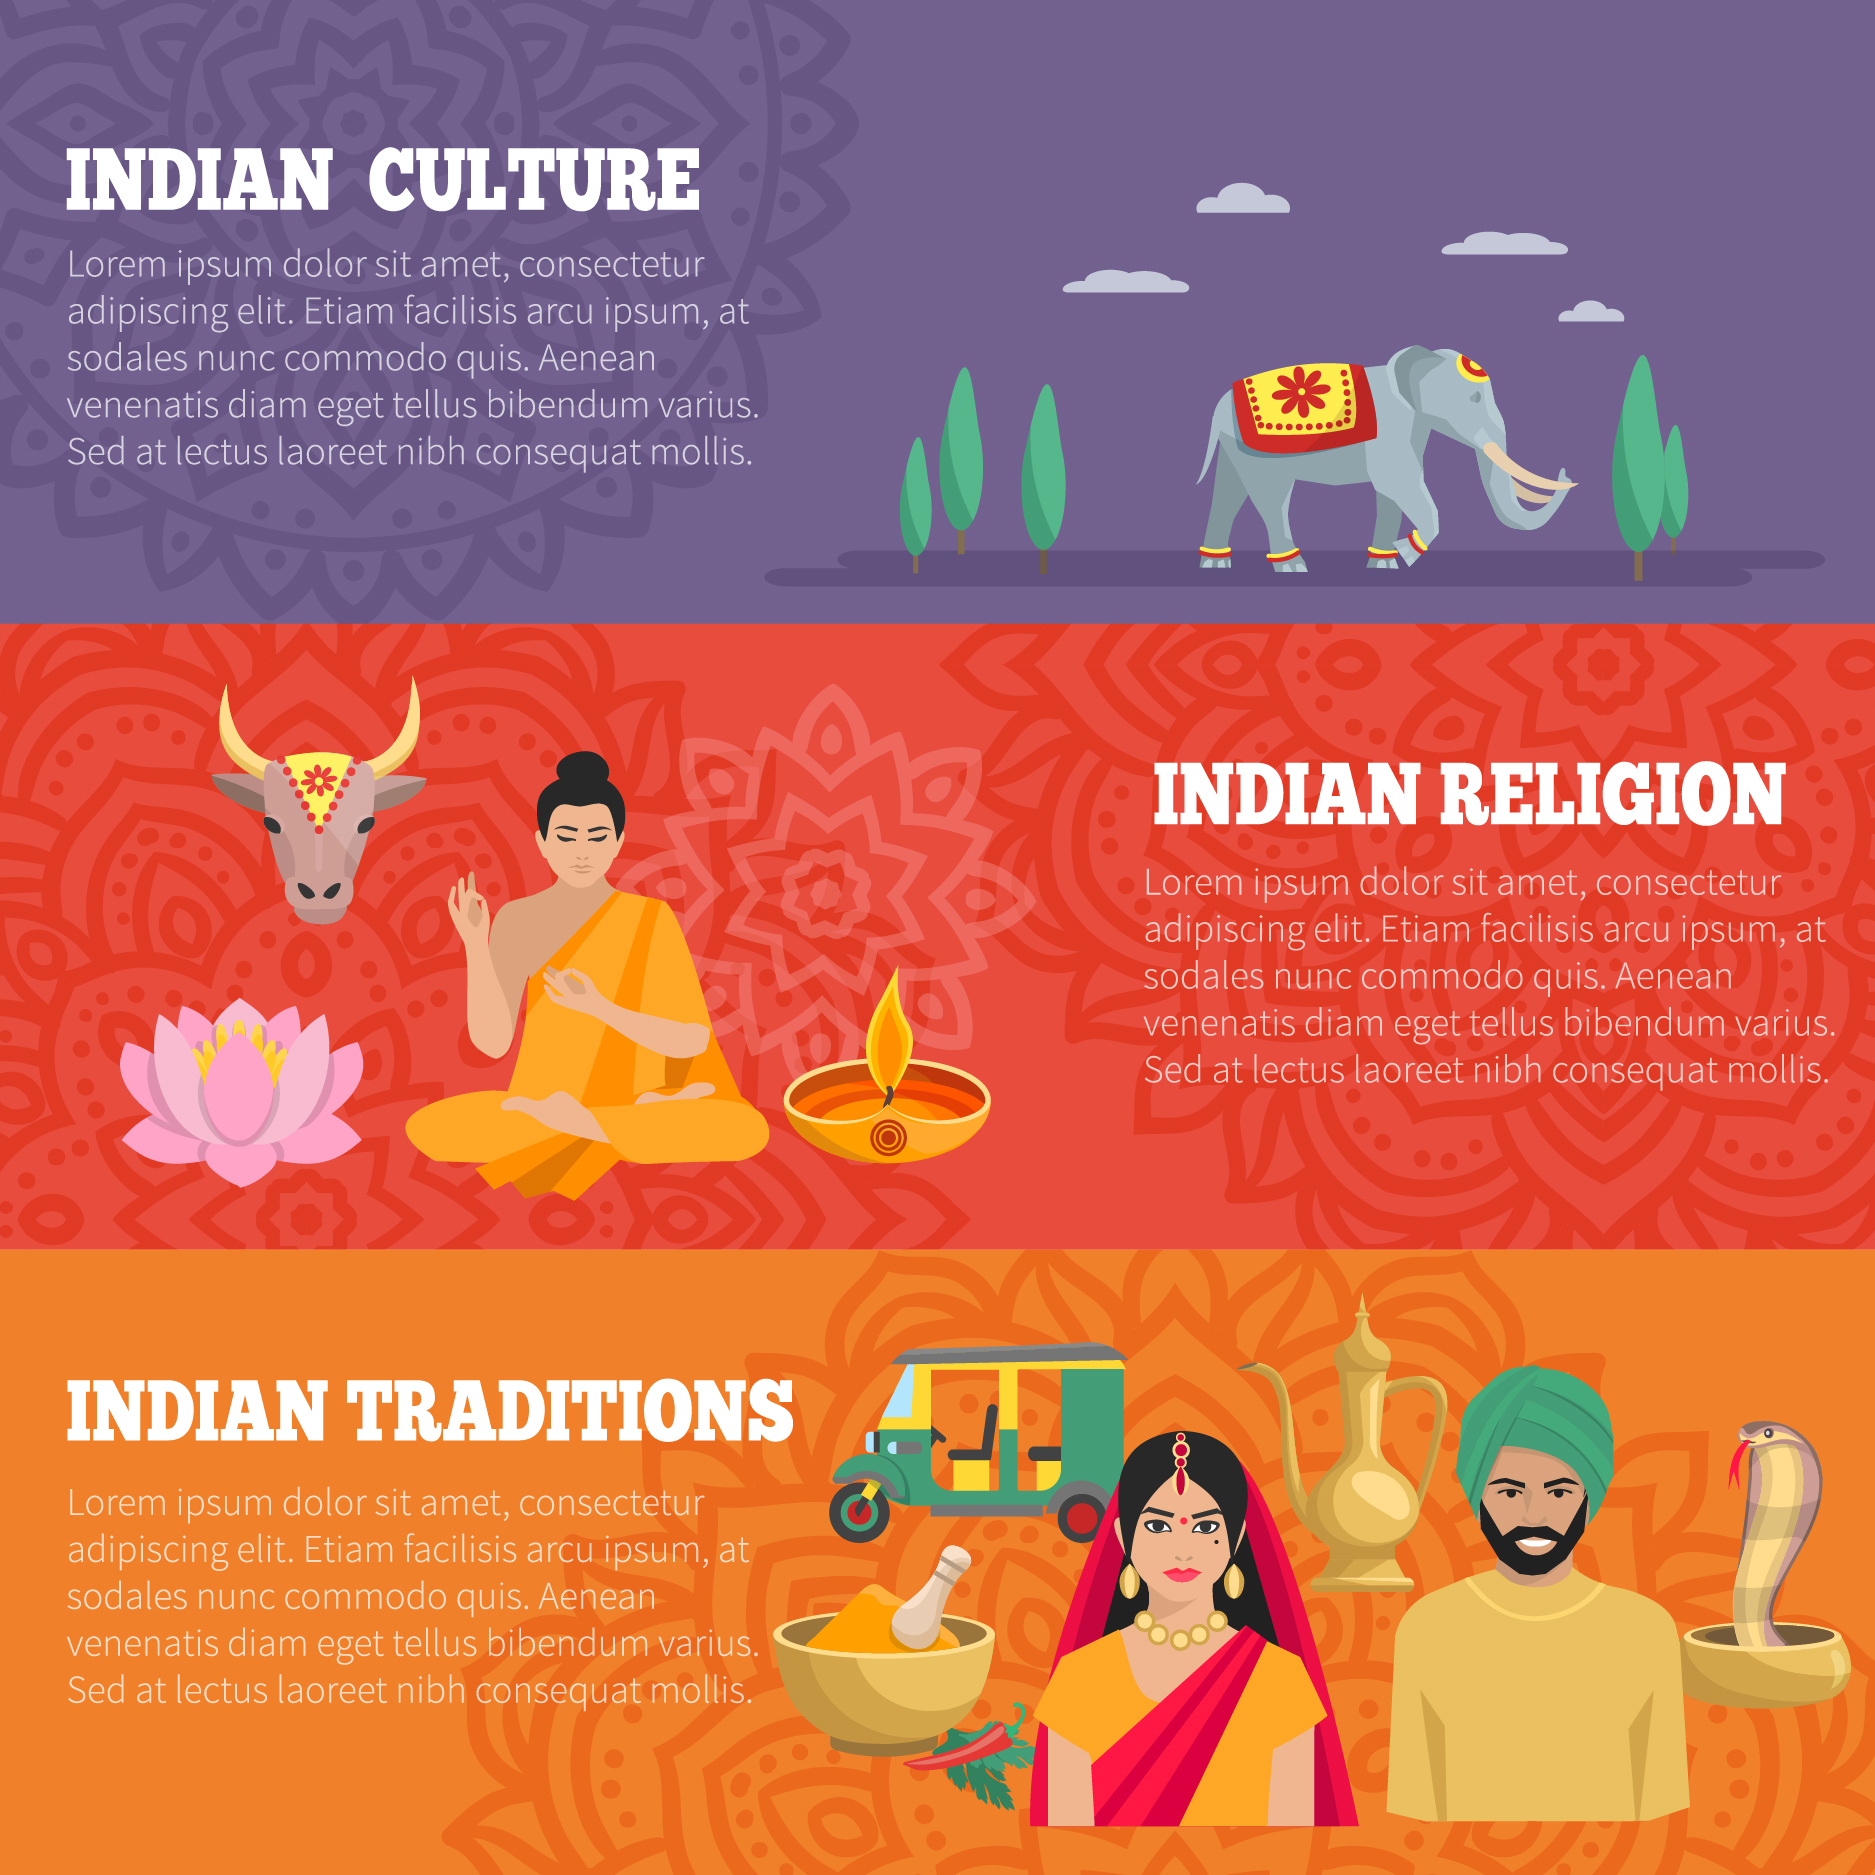 INDIAN CULTURE
Lorem ipsum dolor sit amet, consectetur
adipiscing elit. Etiam facilisis arcu ipsum, at
sodales nunc commodo quis. Aenean
venenatis diam eget tellus bibendum varius.
Sed at lectus laoreet nibh consequat mollis.
INDIAN RELIGION
Lorem ipsum dolor sit amet, consectetur
adipiscing elit. Etiam facilisis arcu ipsum, at
sodales nunc commodo quis. Aenean
venenatis diam eget tellus bibendum varius.
Sed at lectus laoreet nibh consequat mollis.
INDIAN TRADITIONS
Lorem ipsum dolor sit amet, consectetur
adipiscing elit. Etiam facilisis arcu ipsum, at
sodales nunc commodo quis. Aenean
venenatis diam eget tellus bibendum varius.
Sed at lectus laoreet nibh consequat mollis.